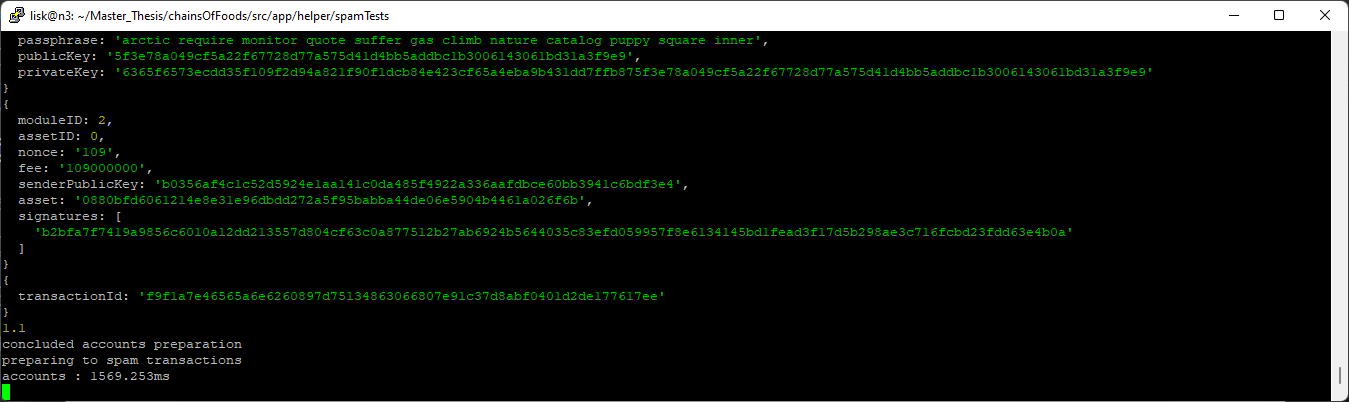 lisk@n3: ~/Master_Thesis/chainsOfFoods/src/app/helper/spamTests
passphrase: 'arctic require monitor quote suffer gas climb nature catalog puppy square inner',
publicKey: '5f3e78a049cf5a22f67728d77a575d41d4bb5addbc1b3006143061bd31a3f9e9',
privateKey: '6365f6573ecdd35f109f2d94a821f90f1dcb84e423cf65a4eba9b431dd7ffb875f3e78a049cf5a22f67728d77a575d41d4bb5addbc1b3006143061bd31a3f9e9'
}
{
moduleID: 2,
assetID: 0,
nonce: '109',
fee: '109000000',
senderPublicKey: 'b0356af4c1c52d5924e1aa141c0da485f4922a336aafdbce60bb3941c6bdf3e4',
asset: '0880bfd6061214e8e31e96dbdd272a5f95babba44de06e5904b4461a026f6b',
signatures: [
'b2bfa7f7419a9856c6010a12dd213557d804cf63c0a877512b27ab6924b5644035c83efd059957f8e6134145bd1fead3f17d5b298ae3c716fcbd23fdd63e4b0a'
]
}
{
transactionId: 'f9f1a7e46565a6e6260897d75134863066807e91c37d8abf0401d2de177617ee'
}
1.1
concluded accounts preparation
preparing to spam transactions
accounts : 1569.253ms